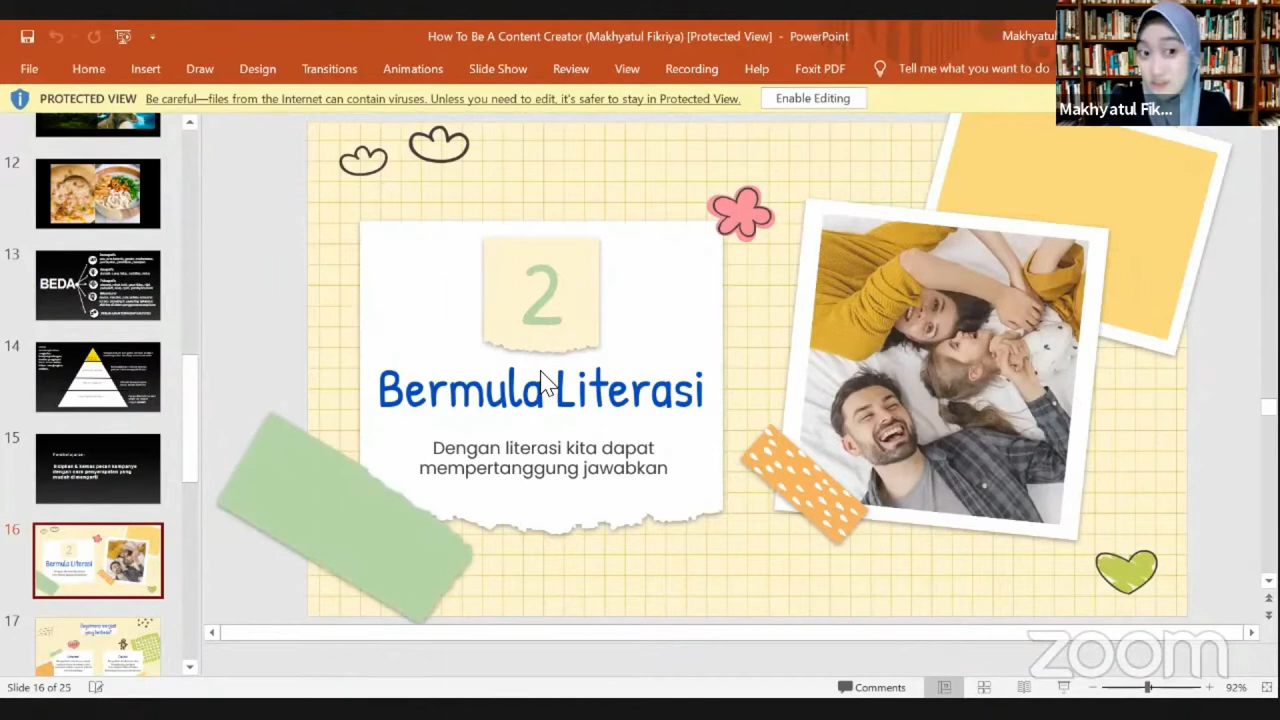 How To Be A Content Creator (Makhyatul Fikriya) [Protected View] - PowerPoint
Makhyatul
File Home Insert Draw Design Transitions Animations Slide Show Review View Recording Help Foxit PDF Tell me what you want to do
PROTECTED VIEW Be careful—files from the Internet can contain viruses. Unless you need to edit, it's safer to stay in Protected View. Enable Editing
Makhyatul Fik...
12
13
BEDA
14
15
16
2
Bermula Literasi
17
2
Bermula Literasi
Dengan literasi kita dapat
mempertanggung jawabkan
zoom
Slide 16 of 25
Comments
92%